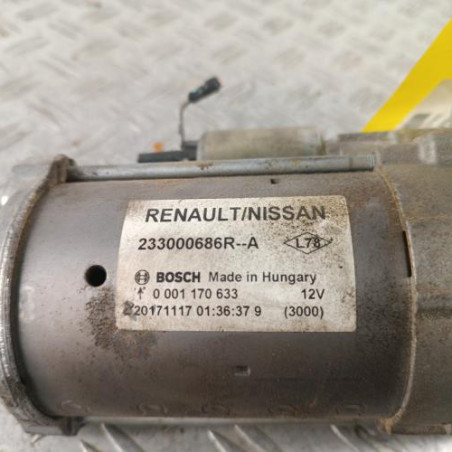 RENAULT/NISSAN
233000686R--A L78
BOSCH Made in Hungary
0 001 170 633 12V
20171117 01:36:37 9 (3000)